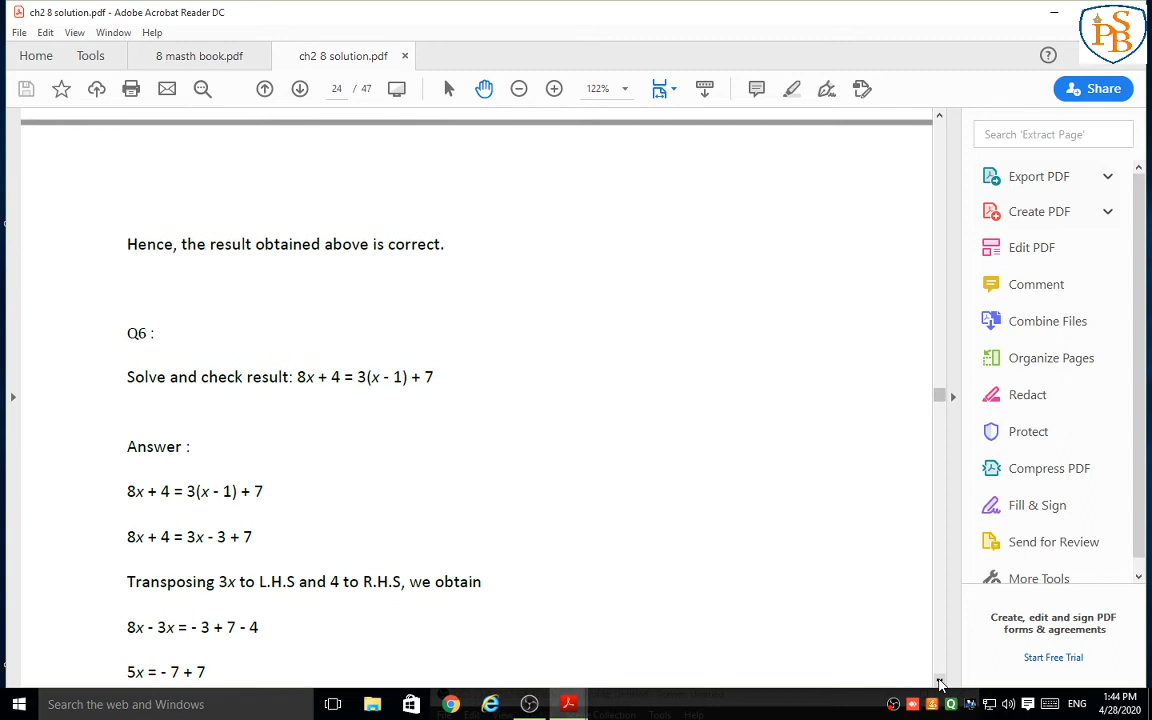 ch2 8 solution.pdf - Adobe Acrobat Reader DC
File Edit View Window Help
PSB
Home Tools 8 masth book.pdf ch2 8 solution.pdf ×
24 / 47 122% Share
Search 'Extract Page'
Export PDF
Create PDF
Edit PDF
Comment
Combine Files
Organize Pages
Redact
Protect
Compress PDF
Fill & Sign
Send for Review
More Tools
Create, edit and sign PDF
forms & agreements
Start Free Trial
Hence, the result obtained above is correct.
Q6 :
Solve and check result: 8x + 4 = 3(x - 1) + 7
Answer :
8x + 4 = 3(x - 1) + 7
8x + 4 = 3x - 3 + 7
Transposing 3x to L.H.S and 4 to R.H.S, we obtain
8x - 3x = - 3 + 7 - 4
5x = - 7 + 7
Search the web and Windows
ENG
1:44 PM
4/28/2020